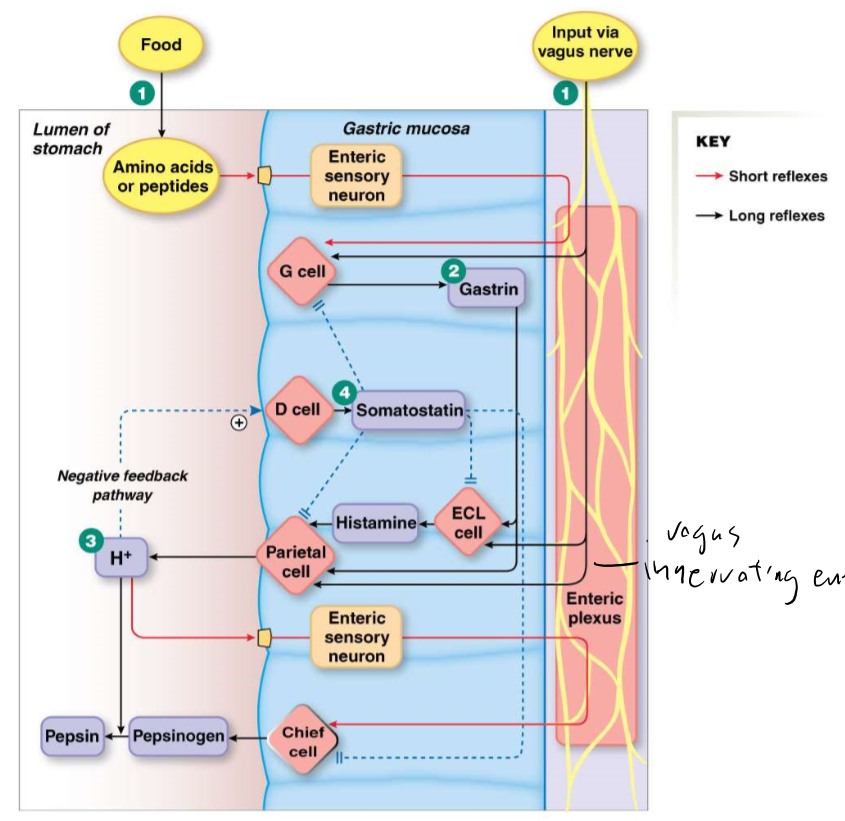 Food
Input via
vagus nerve
1
1
Lumen of
stomach
Gastric mucosa
KEY
Short reflexes
Long reflexes
Amino acids
or peptides
Enteric
sensory
neuron
G cell
2
Gastrin
D cell
4
Somatostatin
+
Negative feedback
pathway
3
H+
Histamine
ECL
cell
Parietal
cell
vagus
innervating
Enteric
plexus
Enteric
sensory
neuron
Pepsin
Pepsinogen
Chief
cell